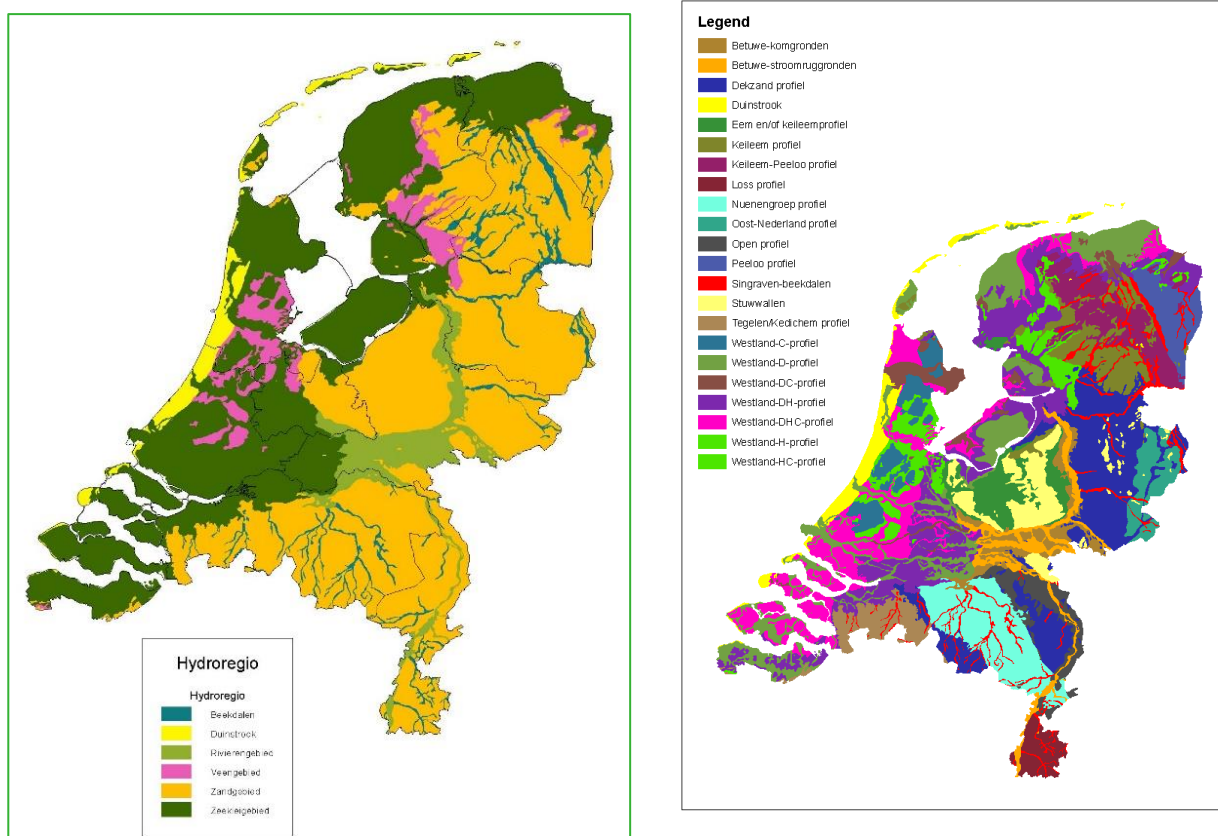 Hydroregio
Hydroregio
Beekdalen
Duinstrook
Rivierengebied
Veengebied
Zandgebied
Zeekleigebied
Legend
Betuwe-komgronden
Betuwe-stroomruggronden
Dekzand profiel
Duinstrook
Eem en/of keileemprofiel
Keileem profiel
Keileem-Peeloo profiel
Loss profiel
Nuenengroep profiel
Oost-Nederland profiel
Open profiel
Peeloo profiel
Singraven-beekdalen
Stuwwallen
Tegelen/Kedichem profiel
Westland-C-profiel
Westland-D-profiel
Westland-DC-profiel
Westland-DH-profiel
Westland-DHC-profiel
Westland-H-profiel
Westland-HC-profiel